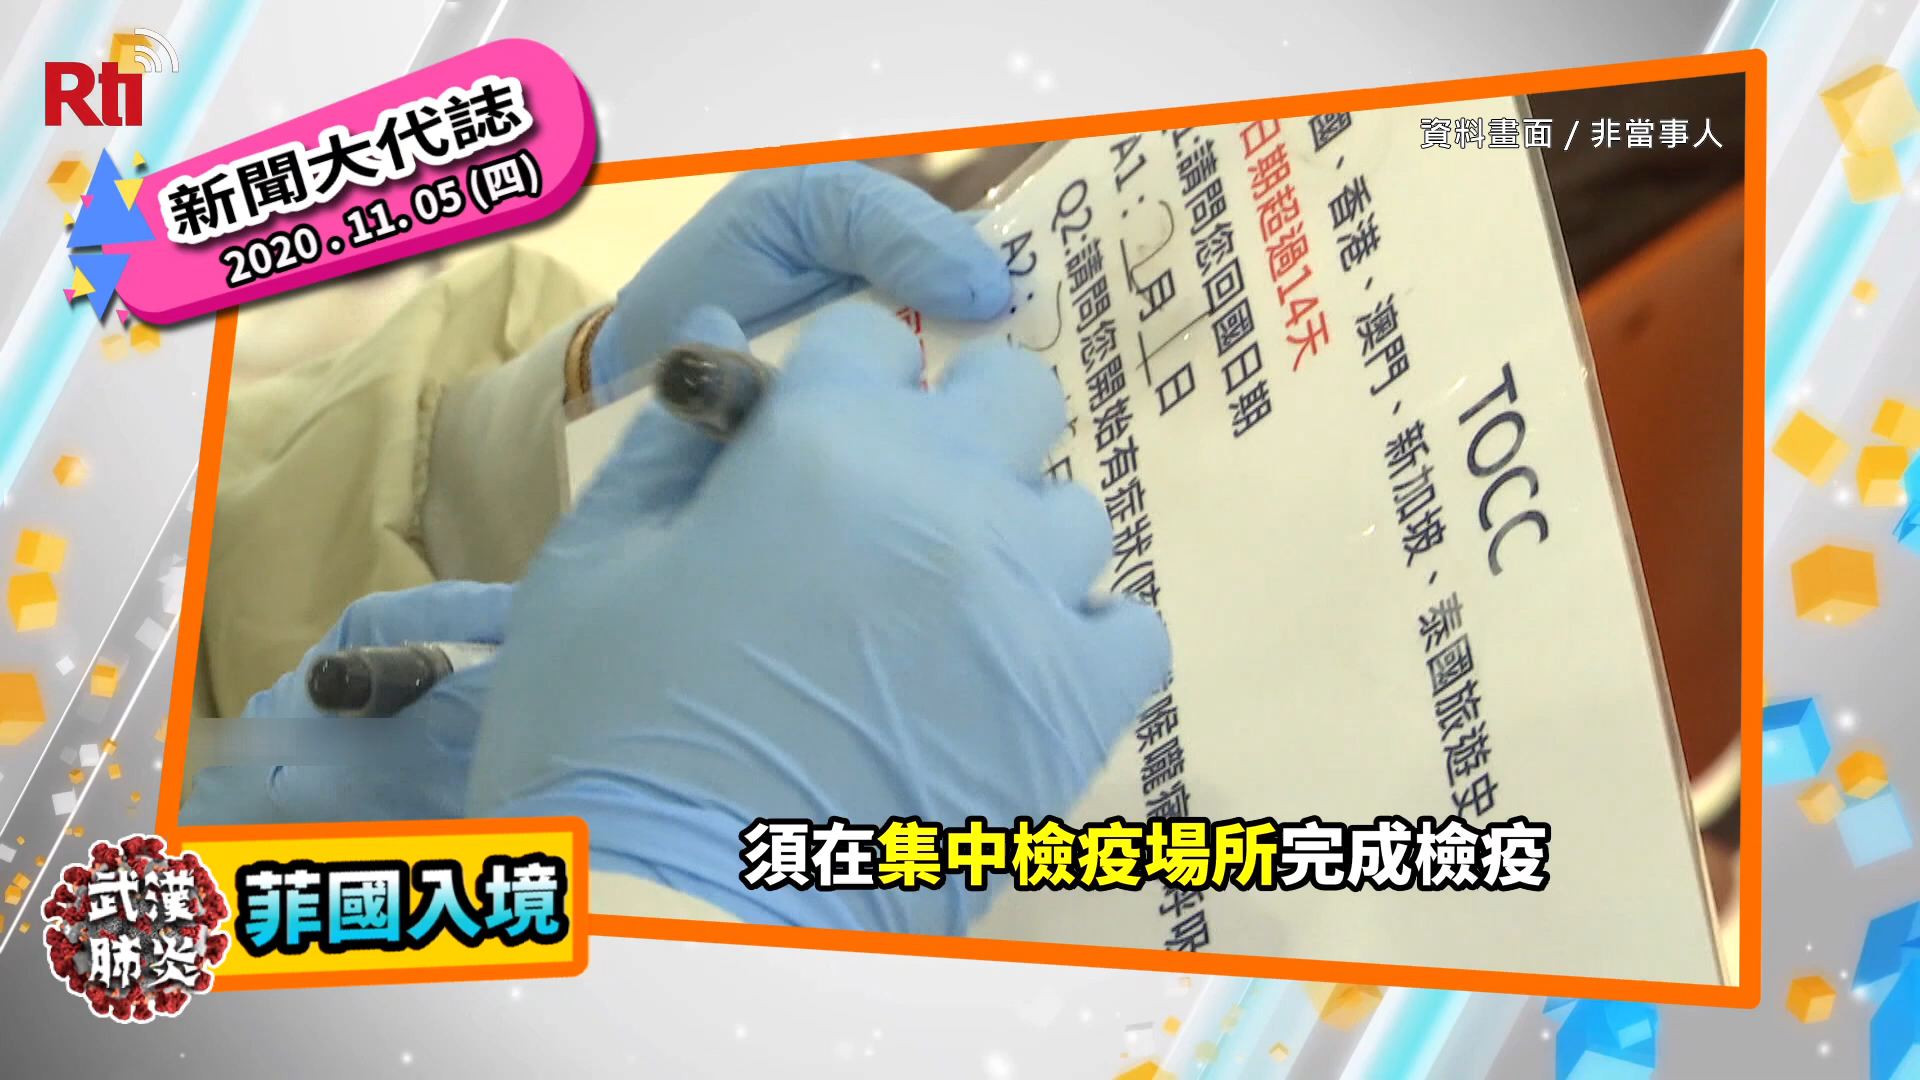 Rti
新聞大代誌
2020.11.05(四)
資料畫面 / 非當事人
TOCC
國、香港、澳門、新加坡、泰國旅遊史
日期超過14天
請問您回國日期
A1:
月 日
Q2:請問您開始有症狀(咳 喉嚨痛 呼吸
A2:
須在集中檢疫場所完成檢疫
武漢
肺炎
菲國入境